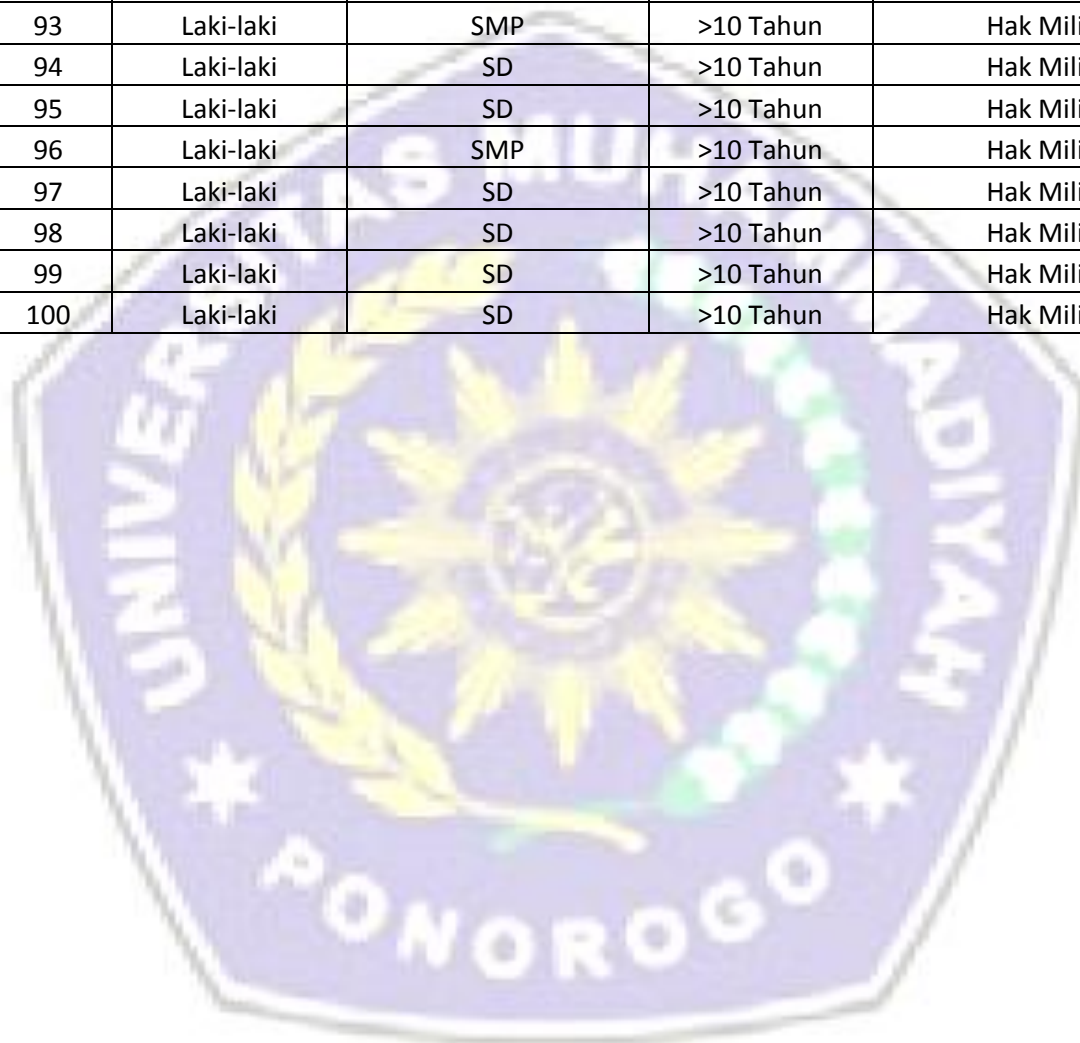 93 Laki-laki SMP >10 Tahun Hak Mili
94 Laki-laki SD >10 Tahun Hak Mili
95 Laki-laki SD >10 Tahun Hak Mili
96 Laki-laki SMP >10 Tahun Hak Mili
97 Laki-laki SD >10 Tahun Hak Mili
98 Laki-laki SD >10 Tahun Hak Mili
99 Laki-laki SD >10 Tahun Hak Mili
100 Laki-laki SD >10 Tahun Hak Mili
UNIVERSITAS MUHAMMADIYAH
PONOROGO